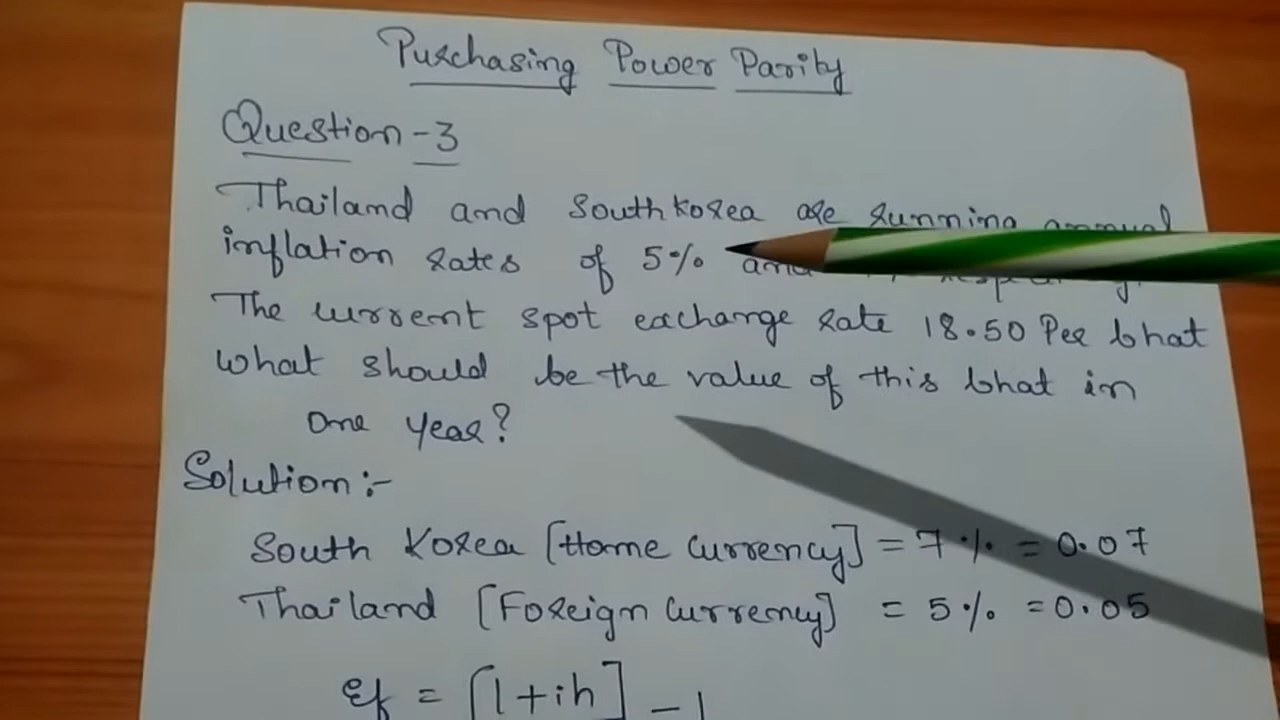 Purchasing Power Parity
Question-3
Thailand and South Korea are running annual
inflation rates of 5% and
The current spot exchange rate 18.50 Per bhat
what should be the value of this bhat in
one year?
Solution:-
South Korea [Home Currency] = 7% = 0.07
Thailand [Foreign Currency] = 5% = 0.05
ef = [1+ih] - 1